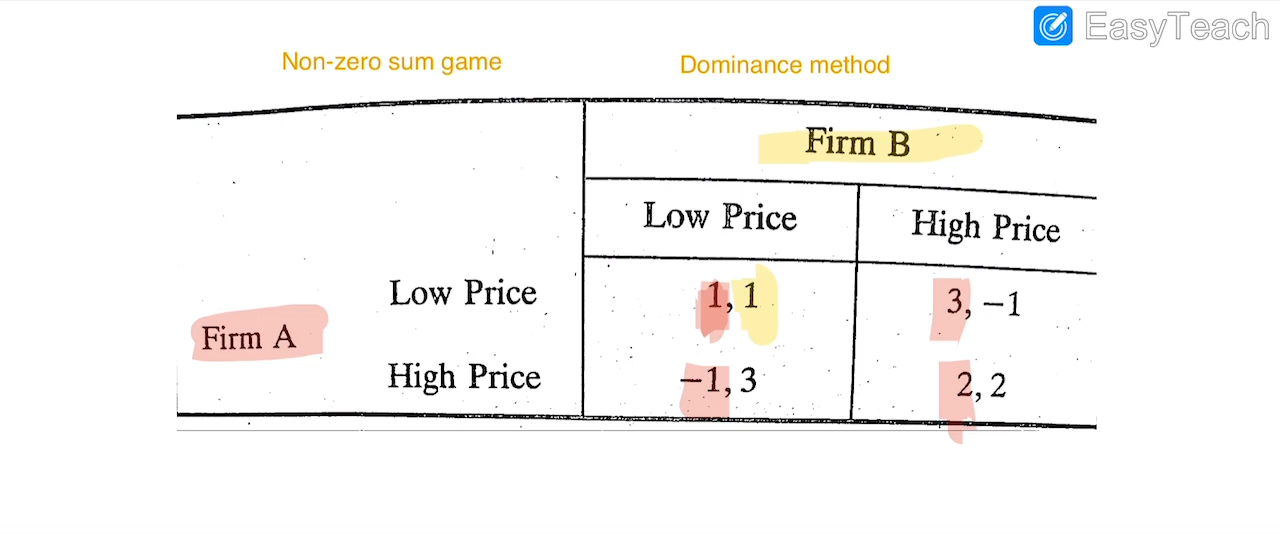 EasyTeach
Non-zero sum game
Dominance method
Firm B
Low Price
High Price
Low Price
1, 1
3, −1
Firm A
High Price
−1, 3
2, 2